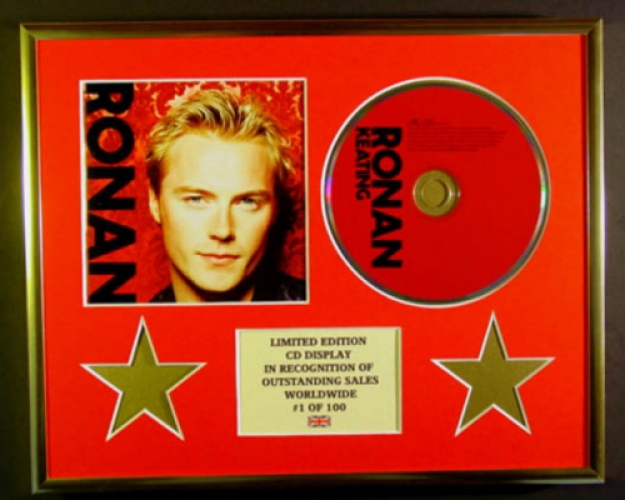 RONAN
RONAN
KEATING
LIMITED EDITION
CD DISPLAY
IN RECOGNITION OF
OUTSTANDING SALES
WORLDWIDE
#1 OF 100